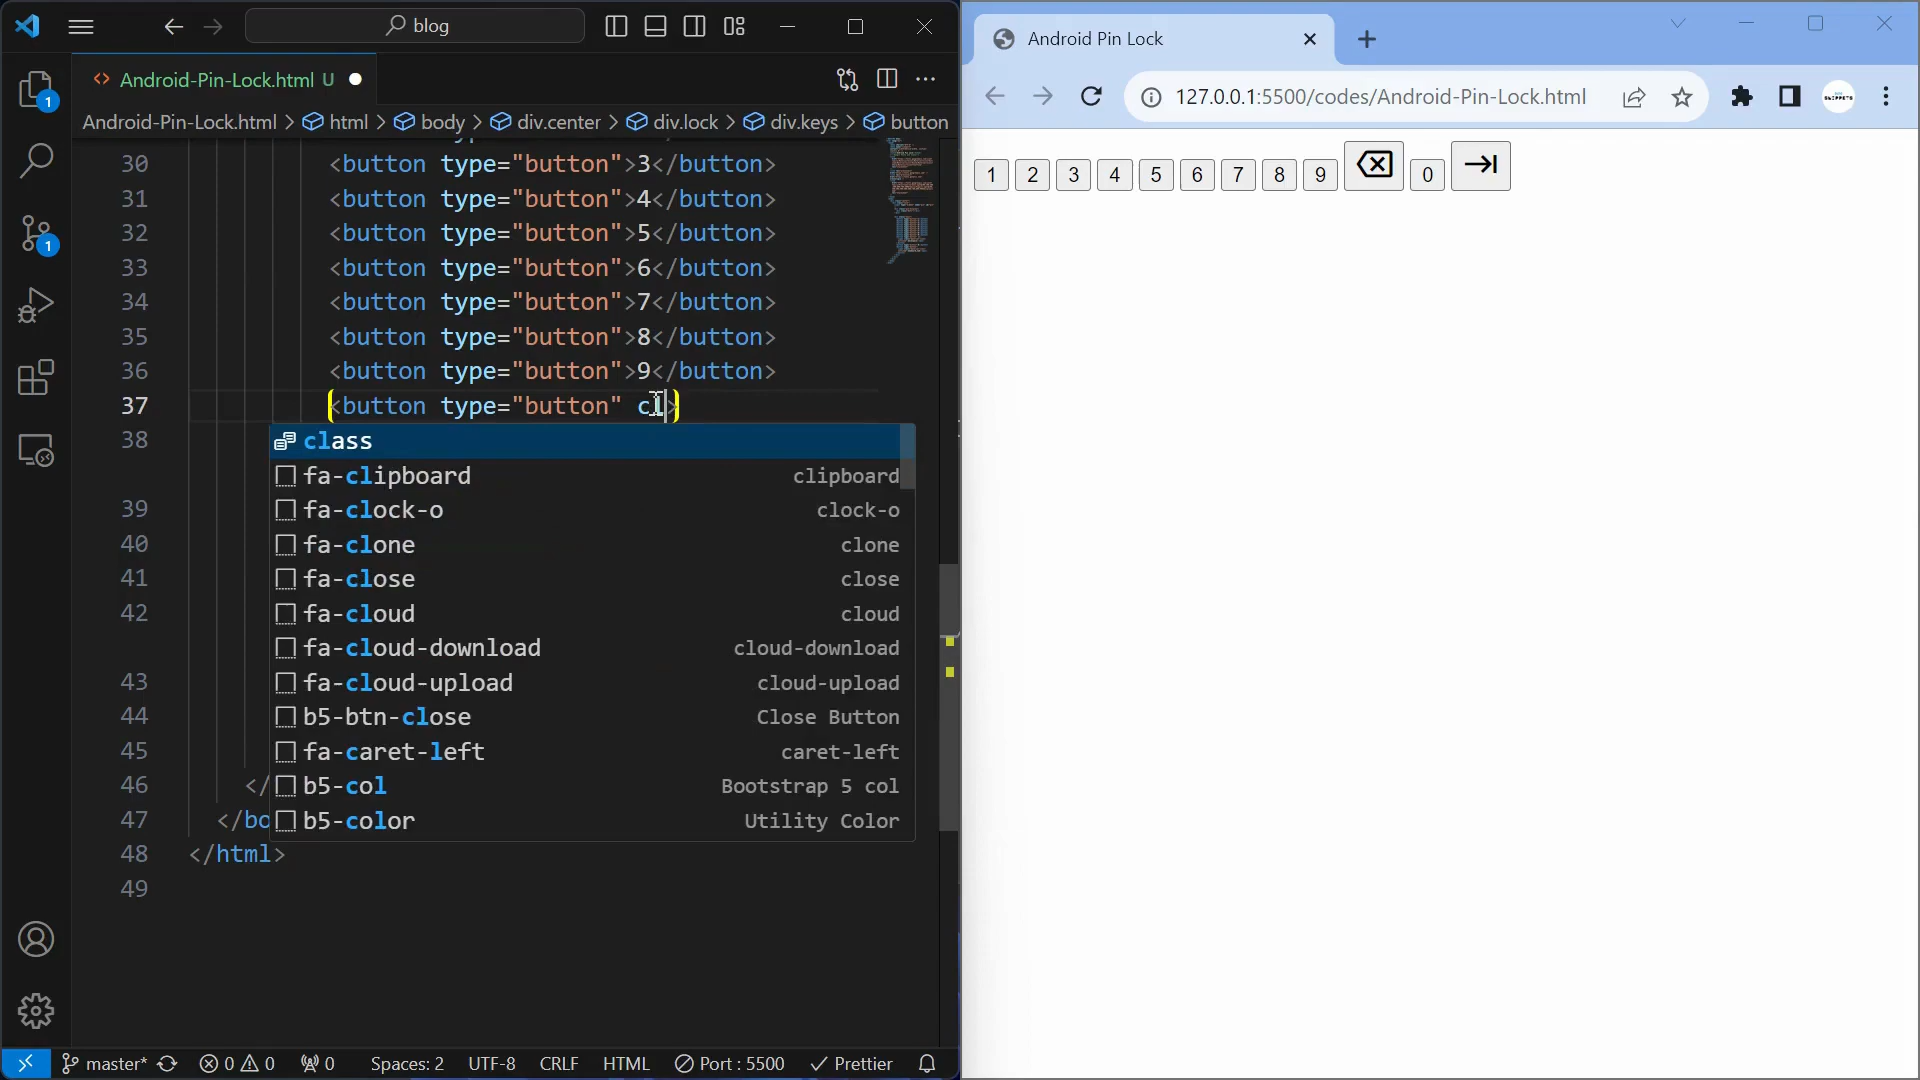 blog
Android-Pin-Lock.html U
Android-Pin-Lock.html > html > body > div.center > div.lock > div.keys > button
30 <button type="button">3</button>
31 <button type="button">4</button>
32 <button type="button">5</button>
33 <button type="button">6</button>
34 <button type="button">7</button>
35 <button type="button">8</button>
36 <button type="button">9</button>
37 <button type="button" cl>
38
class
fa-clipboard clipboard
39 fa-clock-o clock-o
40 fa-clone clone
41 fa-close close
42 fa-cloud cloud
fa-cloud-download cloud-download
43 fa-cloud-upload cloud-upload
44 b5-btn-close Close Button
45 fa-caret-left caret-left
46 </ b5-col Bootstrap 5 col
47 </bo b5-color Utility Color
48 </html>
49
1
1
master* 0 0 0 Spaces: 2 UTF-8 CRLF HTML Port : 5500 Prettier
Android Pin Lock
127.0.0.1:5500/codes/Android-Pin-Lock.html
1 2 3 4 5 6 7 8 9 0